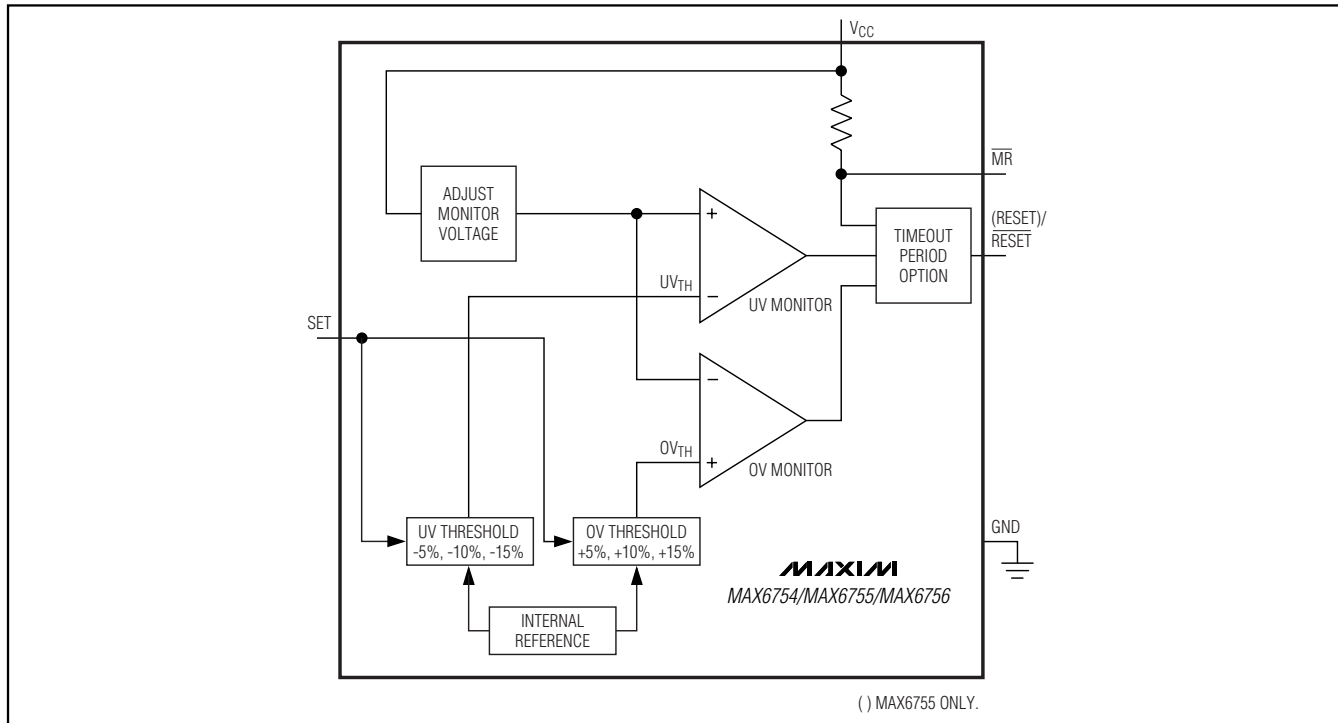 VCC
MR
ADJUST
MONITOR
VOLTAGE
+
(RESET)/
RESET
TIMEOUT
PERIOD
OPTION
UVTH
−
UV MONITOR
SET
−
OVTH
+
OV MONITOR
UV THRESHOLD
-5%, -10%, -15%
OV THRESHOLD
+5%, +10%, +15%
GND
MAXIM
MAX6754/MAX6755/MAX6756
INTERNAL
REFERENCE
( ) MAX6755 ONLY.